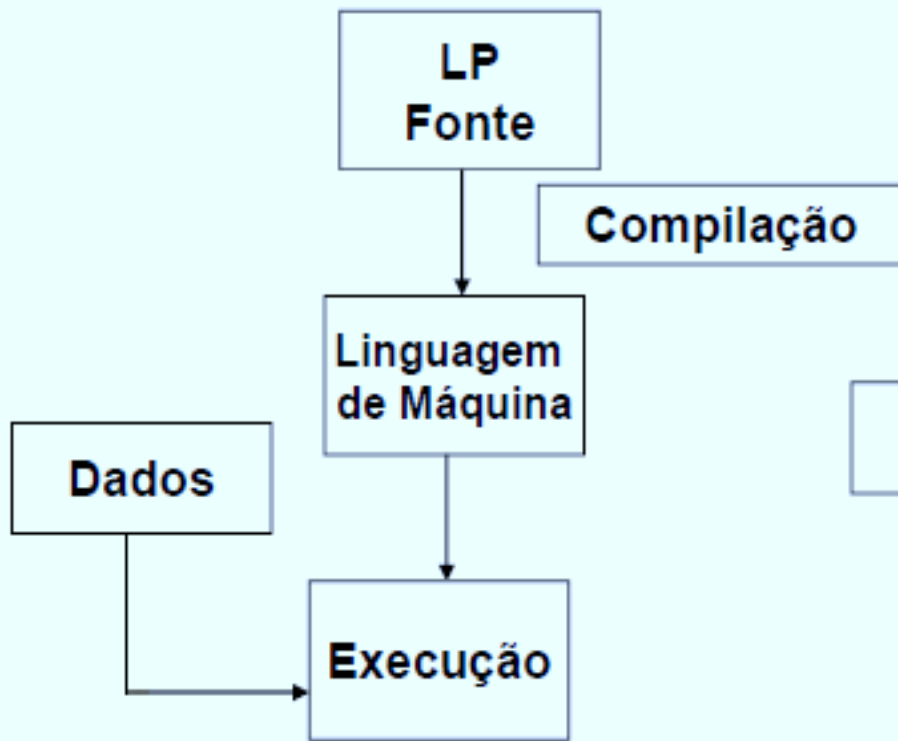 LP
Fonte
Compilação
Linguagem
de Máquina
Dados
Execução